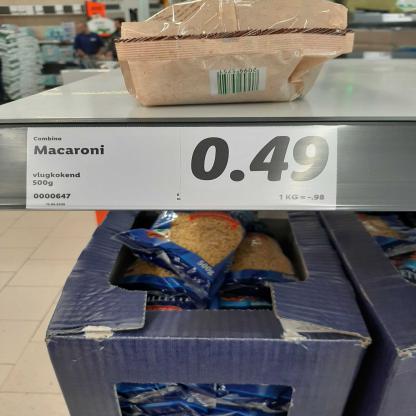 Combino
Macaroni
vlugkokend
500g
0000647
0.49
1 KG = -.98